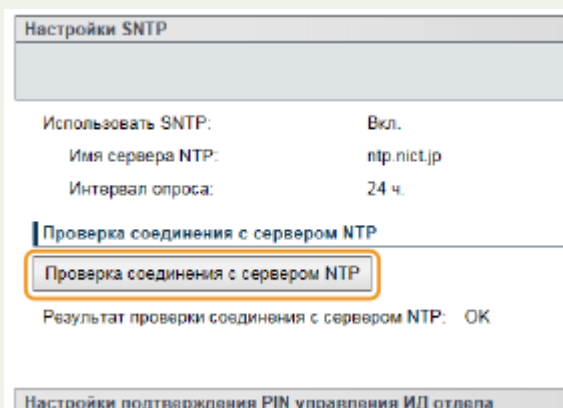 Настройки SNTP
Использовать SNTP: Вкл.
Имя сервера NTP: ntp.nict.jp
Интервал опроса: 24 ч.
Проверка соединения с сервером NTP
Проверка соединения с сервером NTP
Результат проверки соединения с сервером NTP: OK
Настройки подтверждения PIN управления ИД отдела